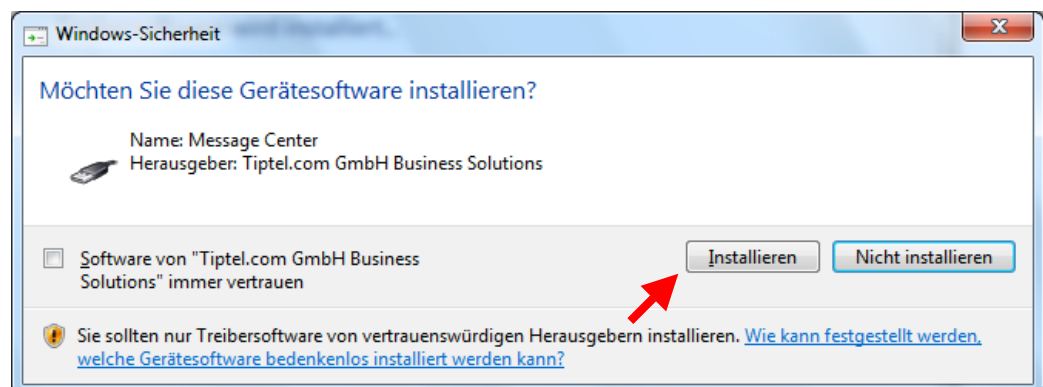 Windows-Sicherheit
Möchten Sie diese Gerätesoftware installieren?
Name: Message Center
Herausgeber: Tiptel.com GmbH Business Solutions
Software von "Tiptel.com GmbH Business
Solutions" immer vertrauen
Installieren
Nicht installieren
Sie sollten nur Treibersoftware von vertrauenswürdigen Herausgebern installieren. Wie kann festgestellt werden,
welche Gerätesoftware bedenkenlos installiert werden kann?